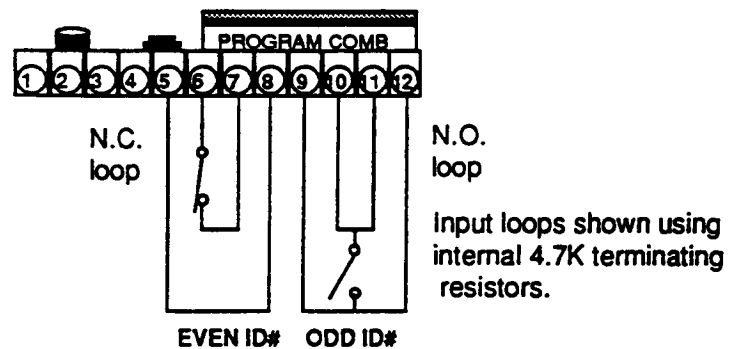 PROGRAM COMB
1 2 3 4 5 6 7 8 9 10 11 12
N.C.
loop
N.O.
loop
Input loops shown using
internal 4.7K terminating
resistors.
EVEN ID# ODD ID#